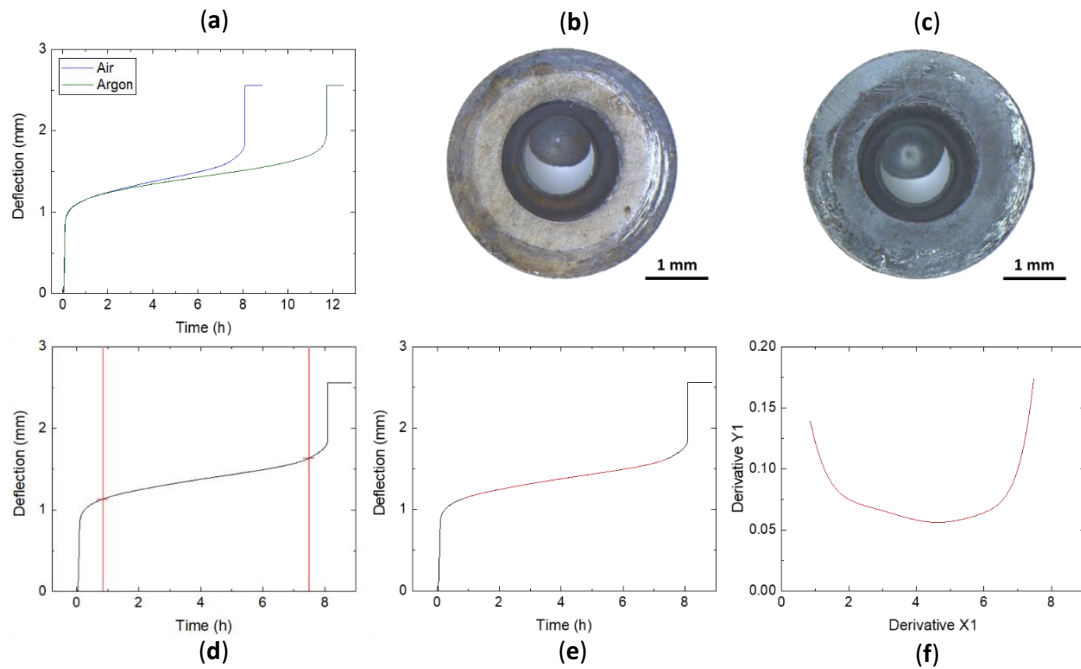 (a)
(b)
(c)
3
2
1
0
Deflection (mm)
Air
Argon
0 2 4 6 8 10 12
Time (h)
1 mm
1 mm
3
2
1
0
Deflection (mm)
0 2 4 6 8
Time (h)
(d)
3
2
1
0
Deflection (mm)
0 2 4 6 8
Time (h)
(e)
0.20
0.15
0.10
0.05
0.00
Derivative Y1
0 2 4 6 8
Derivative X1
(f)